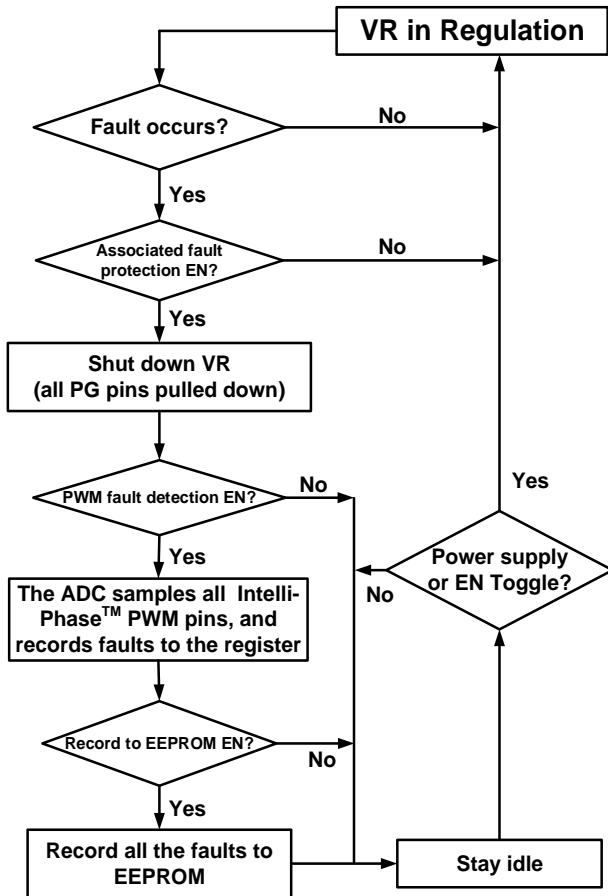 VR in Regulation
Fault occurs?
No
Yes
Associated fault
protection EN?
No
Yes
Shut down VR
(all PG pins pulled down)
PWM fault detection EN?
No
Yes
Yes
Power supply
or EN Toggle?
No
The ADC samples all Intelli-
Phase™ PWM pins, and
records faults to the register
Record to EEPROM EN?
No
Yes
Record all the faults to
EEPROM
Stay idle